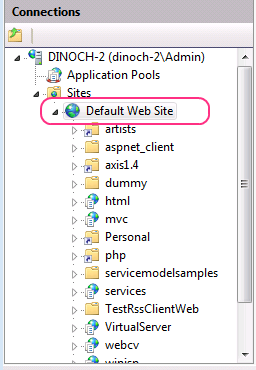 Connections
DINOCH-2 (dinoch-2\Admin)
Application Pools
Sites
Default Web Site
artists
aspnet_client
axis1.4
dummy
html
mvc
Personal
php
servicemodelsamples
services
TestRssClientWeb
VirtualServer
webcv
winisp